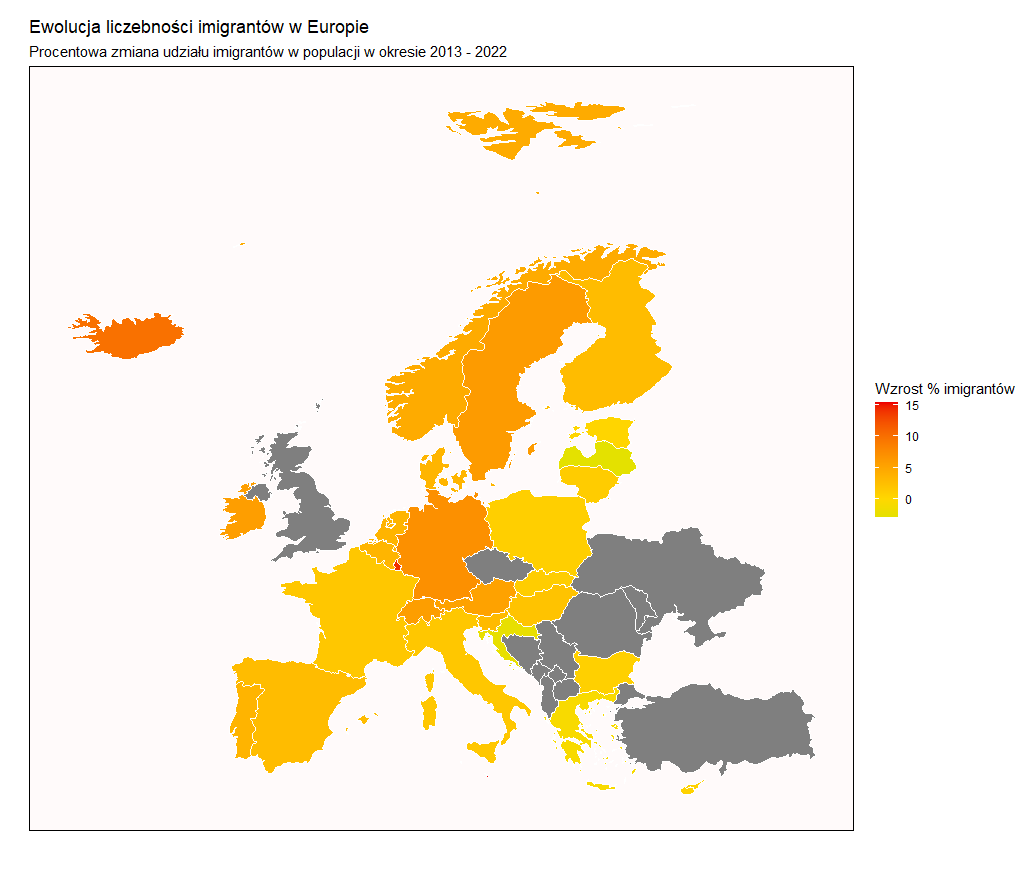 Ewolucja liczebności imigrantów w Europie
Procentowa zmiana udziału imigrantów w populacji w okresie 2013 - 2022
Wzrost % imigrantów
15
10
5
0